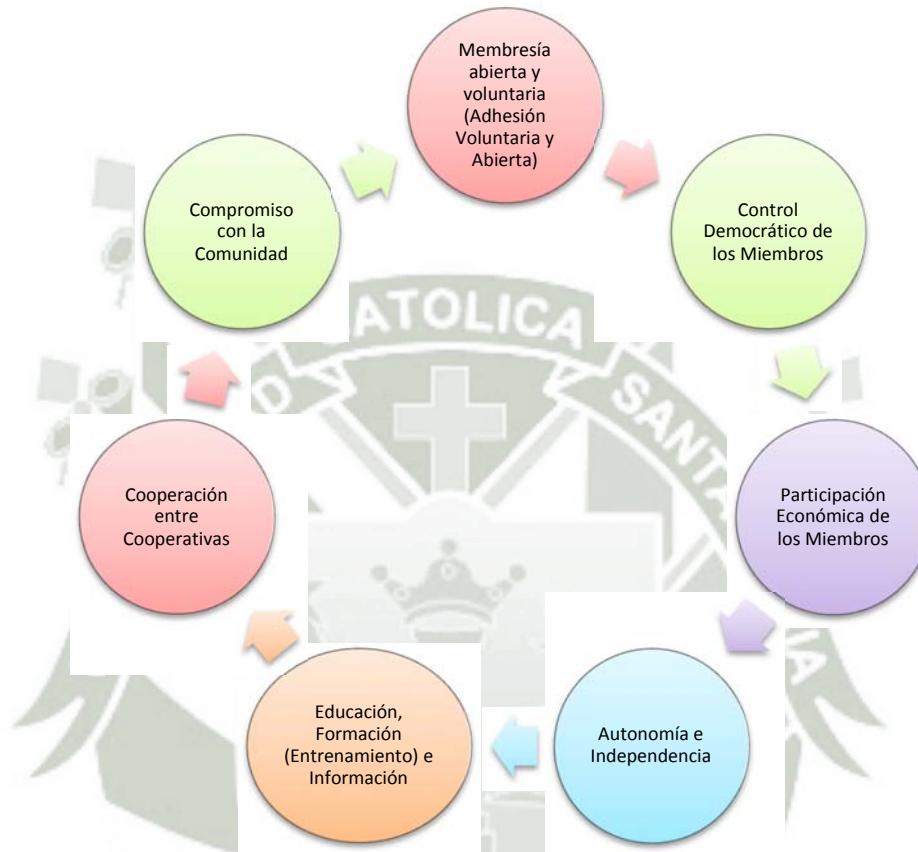 Membresía
abierta y
voluntaria
(Adhesión
Voluntaria y
Abierta)
Control
Democrático de
los Miembros
Participación
Económica de
los Miembros
Autonomía e
Independencia
Educación,
Formación
(Entrenamiento) e
Información
Cooperación
entre
Cooperativas
Compromiso
con la
Comunidad
CATOLICA
SANTA